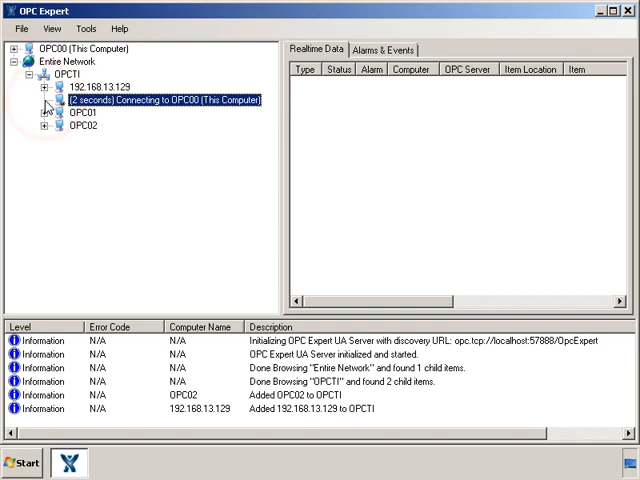 OPC Expert
File View Tools Help
OPC00 (This Computer)
Entire Network
OPCTI
192.168.13.129
(2 seconds) Connecting to OPC00 (This Computer)
OPC01
OPC02
Realtime Data Alarms & Events
Type Status Alarm Computer OPC Server Item Location Item
Level Error Code Computer Name Description
Information N/A N/A Initializing OPC Expert UA Server with discovery URL: opc.tcp://localhost:57888/OpcExpert
Information N/A N/A OPC Expert UA Server initialized and started.
Information N/A N/A Done Browsing "Entire Network" and found 1 child items.
Information N/A N/A Done Browsing "OPCTI" and found 2 child items.
Information N/A OPC02 Added OPC02 to OPCTI
Information N/A 192.168.13.129 Added 192.168.13.129 to OPCTI
Start